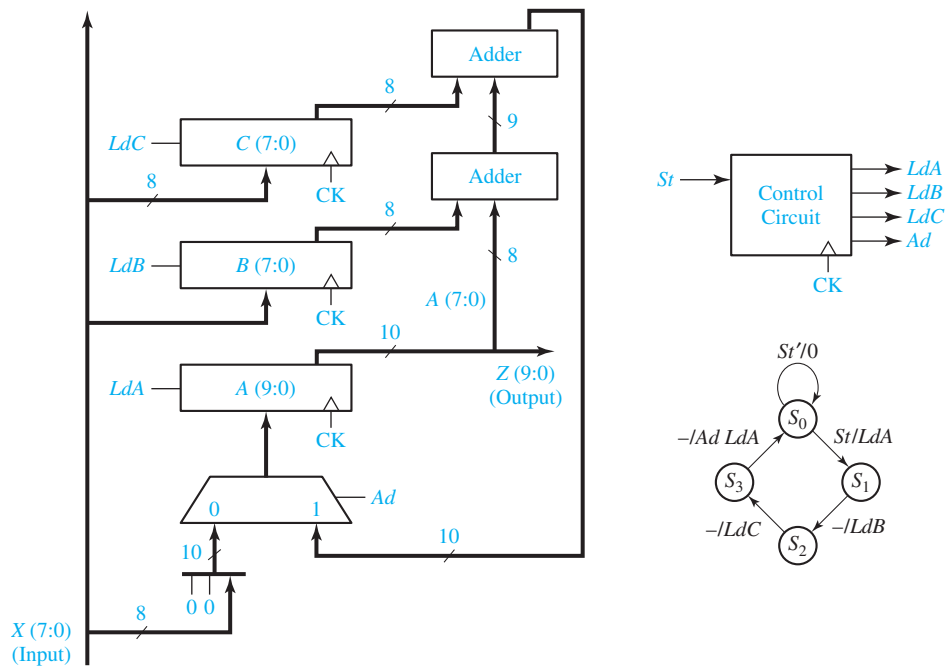 Adder
8
9
LdC
C (7:0)
CK
8
Adder
8
8
LdB
B (7:0)
CK
A (7:0)
10
LdA
A (9:0)
CK
Z (9:0)
(Output)
0
1
Ad
10
10
0 0
8
X (7:0)
(Input)
St
Control
Circuit
CK
LdA
LdB
LdC
Ad
St′/0
S0
–/Ad LdA
St/LdA
S3
S1
–/LdC
–/LdB
S2